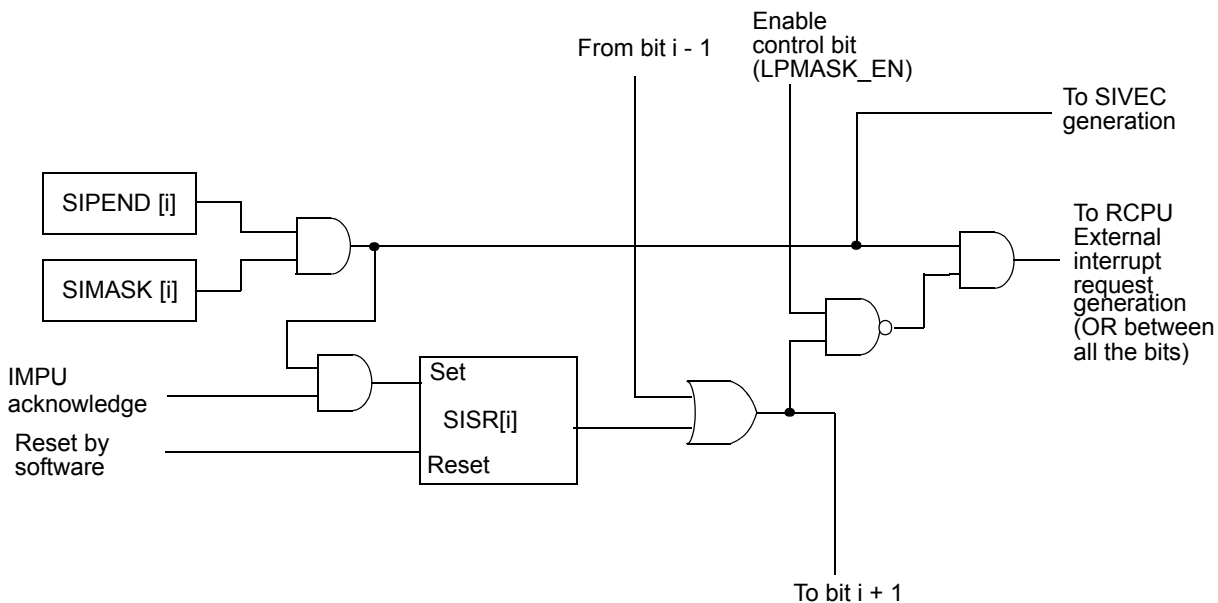 From bit i - 1
Enable
control bit
(LPMASK_EN)
To SIVEC
generation
SIPEND [i]
SIMASK [i]
To RCPU
External
interrupt
request
generation
(OR between
all the bits)
IMPU
acknowledge
Reset by
software
Set
SISR[i]
Reset
To bit i + 1